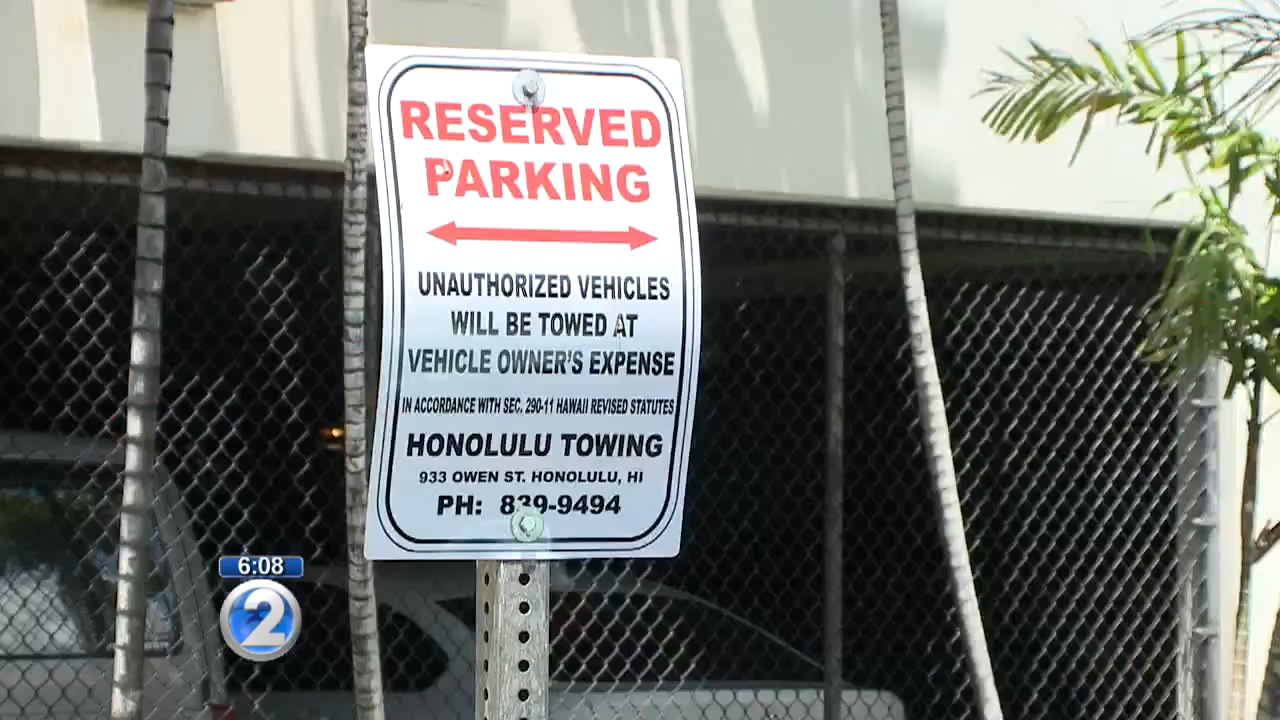 RESERVED
PARKING
UNAUTHORIZED VEHICLES
WILL BE TOWED AT
VEHICLE OWNER'S EXPENSE
IN ACCORDANCE WITH SEC. 290-11 HAWAII REVISED STATUTES
HONOLULU TOWING
933 OWEN ST. HONOLULU, HI
PH: 839-9494
6:08
2